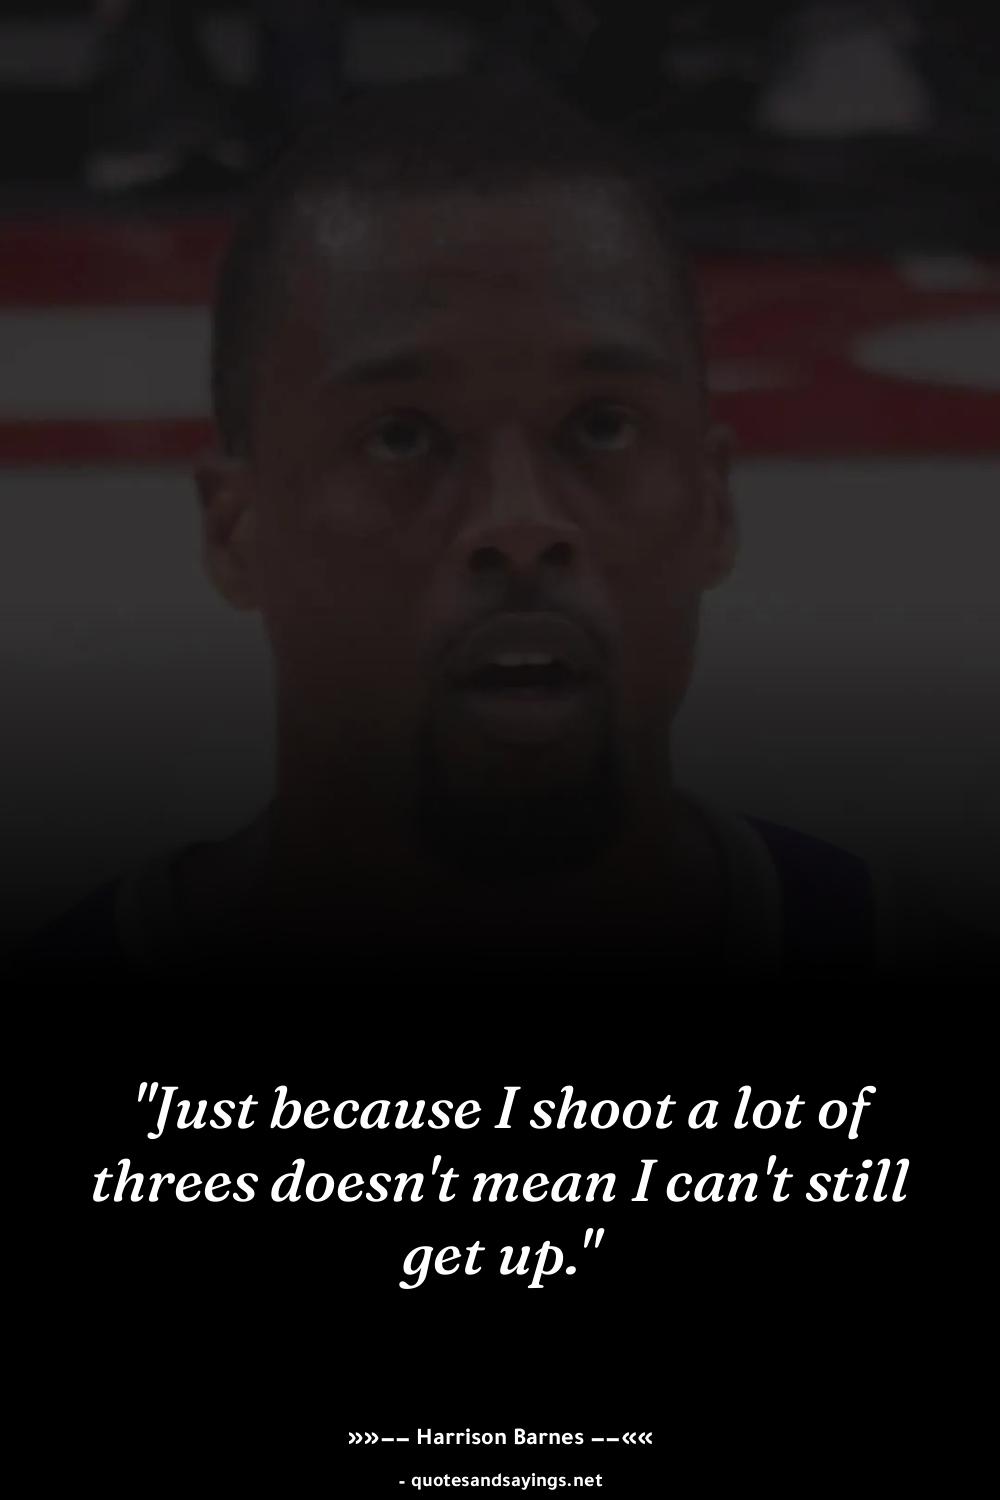 "Just because I shoot a lot of
threes doesn't mean I can't still
get up."
»»−− Harrison Barnes −−««
- quotesandsayings.net